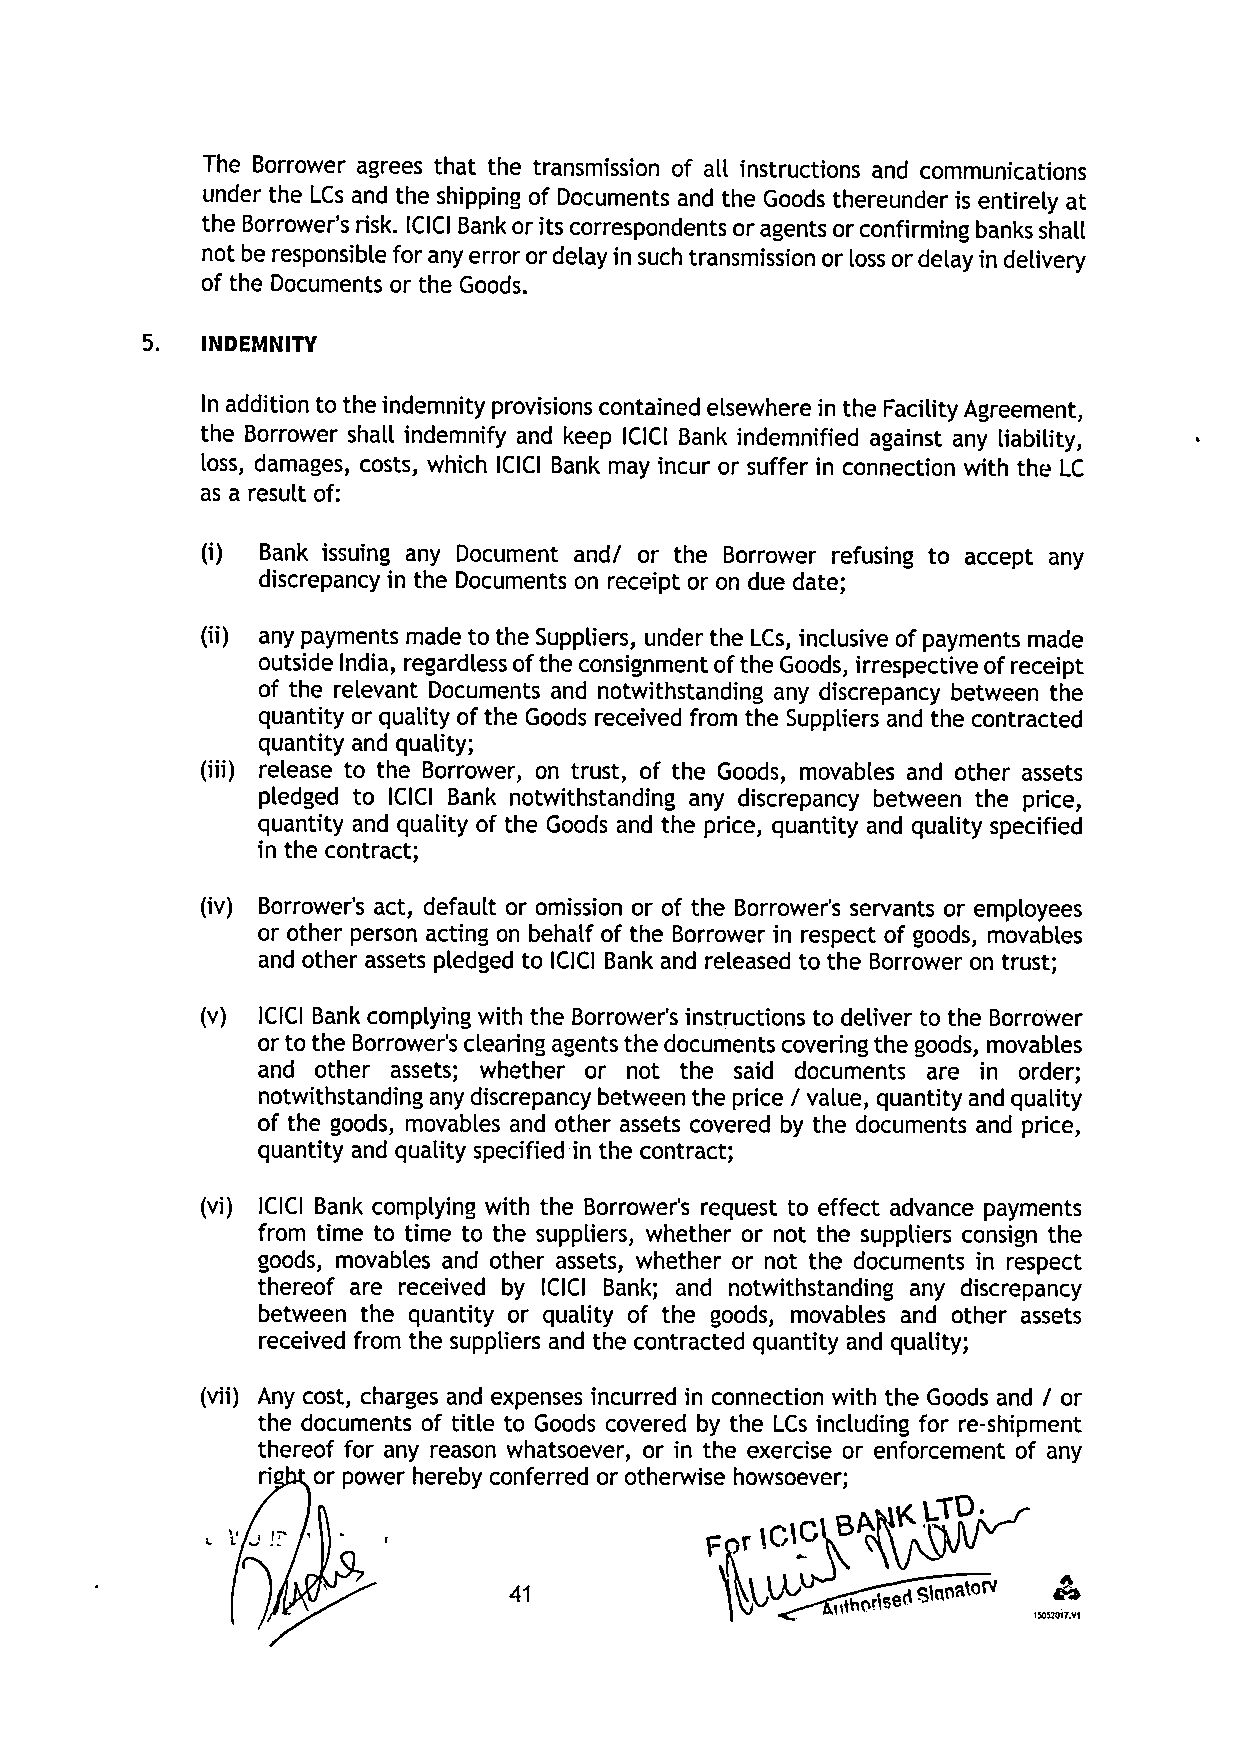 The Borrower agrees that the transmission of all instructions and communications
under the LCs and the shipping of Documents and the Goods thereunder is entirely at
the Borrower's risk. ICICI Bank or its correspondents or agents or confirming banks shall
not be responsible for any error or delay in such transmission or loss or delay in delivery
of the Documents or the Goods.
5. INDEMNITY
In addition to the indemnity provisions contained elsewhere in the Facility Agreement,
the Borrower shall indemnify and keep ICICI Bank indemnified against any liability,
loss, damages, costs, which ICICI Bank may incur or suffer in connection with the LC
as a result of:
(i) Bank issuing any Document and/ or the Borrower refusing to accept any
discrepancy in the Documents on receipt or on due date;
(ii) any payments made to the Suppliers, under the LCs, inclusive of payments made
outside India, regardless of the consignment of the Goods, irrespective of receipt
of the relevant Documents and notwithstanding any discrepancy between the
quantity or quality of the Goods received from the Suppliers and the contracted
quantity and quality;
(iii) release to the Borrower, on trust, of the Goods, movables and other assets
pledged to ICICI Bank notwithstanding any discrepancy between the price,
quantity and quality of the Goods and the price, quantity and quality specified
in the contract;
(iv) Borrower's act, default or omission or of the Borrower's servants or employees
or other person acting on behalf of the Borrower in respect of goods, movables
and other assets pledged to ICICI Bank and released to the Borrower on trust;
(v) ICICI Bank complying with the Borrower's instructions to deliver to the Borrower
or to the Borrower's clearing agents the documents covering the goods, movables
and other assets; whether or not the said documents are in order;
notwithstanding any discrepancy between the price / value, quantity and quality
of the goods, movables and other assets covered by the documents and price,
quantity and quality specified in the contract;
(vi) ICICI Bank complying with the Borrower's request to effect advance payments
from time to time to the suppliers, whether or not the suppliers consign the
goods, movables and other assets, whether or not the documents in respect
thereof are received by ICICI Bank; and notwithstanding any discrepancy
between the quantity or quality of the goods, movables and other assets
received from the suppliers and the contracted quantity and quality;
(vii) Any cost, charges and expenses incurred in connection with the Goods and / or
the documents of title to Goods covered by the LCs including for re-shipment
thereof for any reason whatsoever, or in the exercise or enforcement of any
right or power hereby conferred or otherwise howsoever;
For ICICI BANK LTD.
Authorised Signatory
41
15052017.V1